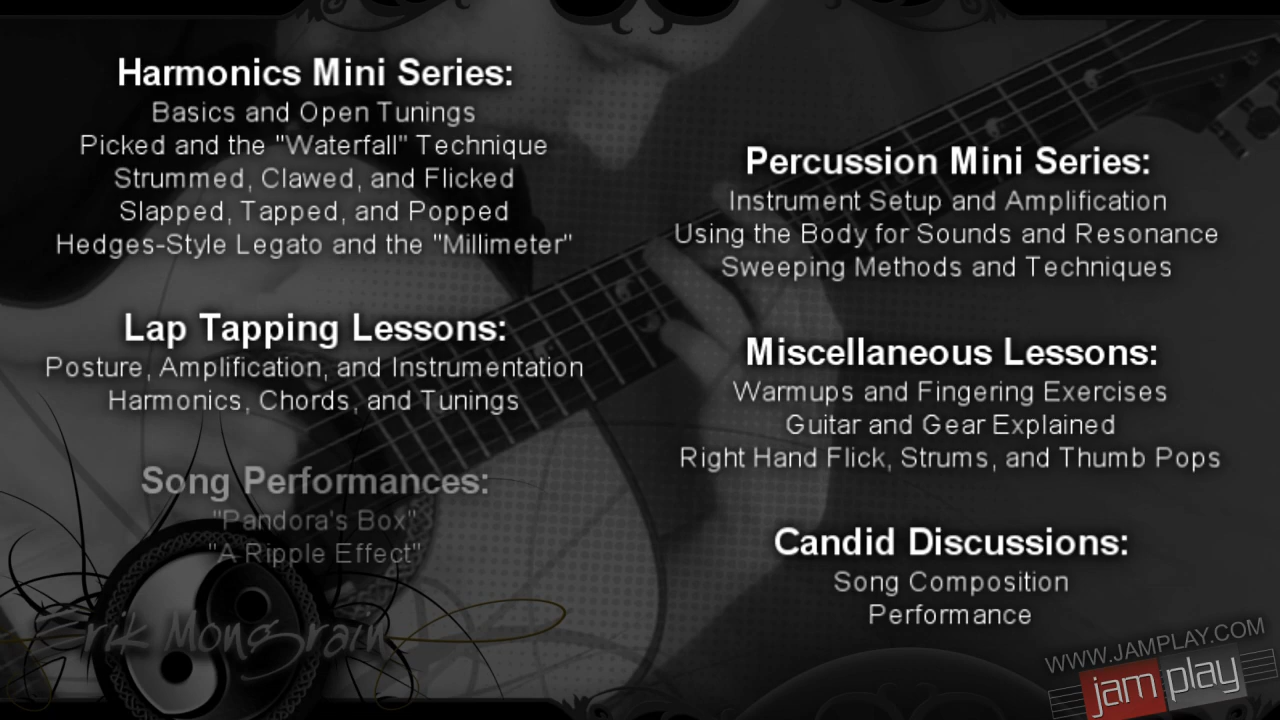 Harmonics Mini Series:
Basics and Open Tunings
Picked and the "Waterfall" Technique
Strummed, Clawed, and Flicked
Slapped, Tapped, and Popped
Hedges-Style Legato and the "Millimeter"
Lap Tapping Lessons:
Posture, Amplification, and Instrumentation
Harmonics, Chords, and Tunings
Song Performances:
"Pandora's Box"
"A Ripple Effect"
Erik Mongrain
Percussion Mini Series:
Instrument Setup and Amplification
Using the Body for Sounds and Resonance
Sweeping Methods and Techniques
Miscellaneous Lessons:
Warmups and Fingering Exercises
Guitar and Gear Explained
Right Hand Flick, Strums, and Thumb Pops
Candid Discussions:
Song Composition
Performance
WWW.JAMPLAY.COM
jam play